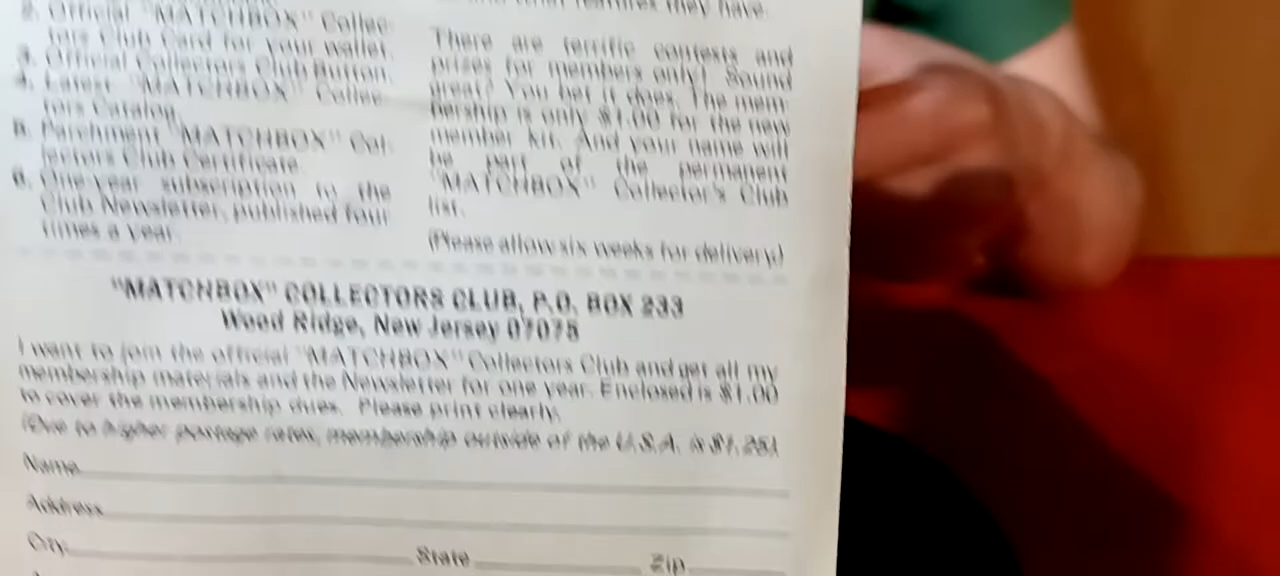 2. Official "MATCHBOX" Collec-
tors Club Card for your wallet.
3. Official Collectors Club Button.
4. Latest "MATCHBOX" Collec-
tors Catalog.
5. Parchment "MATCHBOX" Col-
lectors Club Certificate.
6. One-year subscription to the
Club Newsletter, published four
times a year.
features they have.
There are terrific contests and
prizes for members only! Sound
great? You bet it does. The mem-
bership is only $1.00 for the new
member kit. And your name will
be part of the permanent
"MATCHBOX" Collector's Club
list.
(Please allow six weeks for delivery)
"MATCHBOX" COLLECTORS CLUB, P.O. BOX 233
Wood Ridge, New Jersey 07075
I want to join the official "MATCHBOX" Collectors Club and get all my
membership materials and the Newsletter for one year. Enclosed is $1.00
to cover the membership dues. Please print clearly.
(Due to higher postage rates, membership outside of the U.S.A. is $1.25).
Name
Address
City State Zip